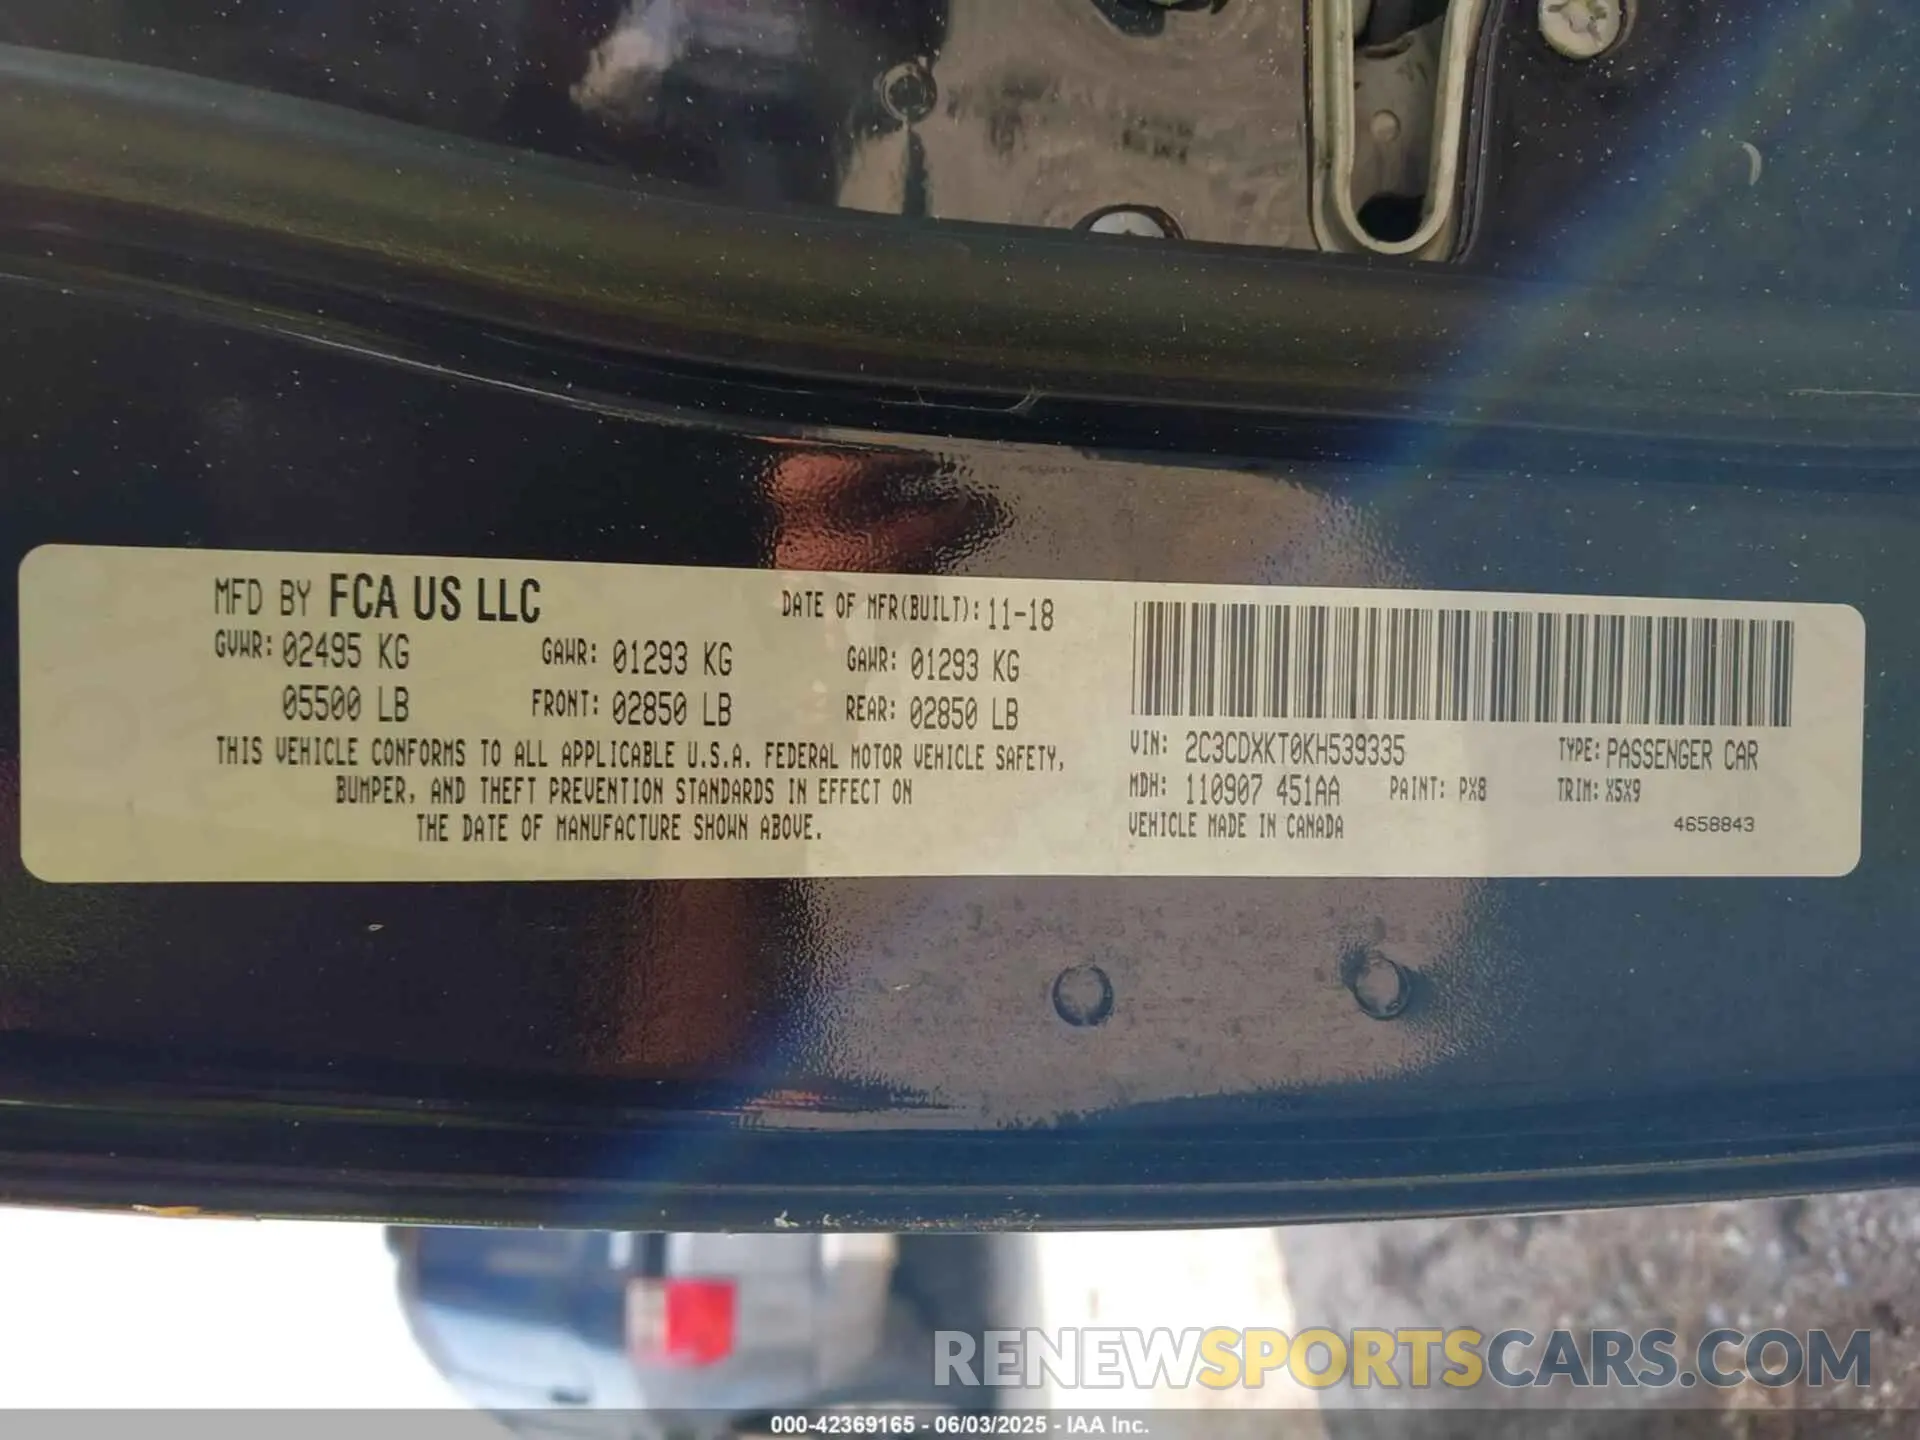 MFD BY FCA US LLC
DATE OF MFR(BUILT): 11-18
GVWR: 02495 KG GAWR: 01293 KG GAWR: 01293 KG
05500 LB FRONT: 02850 LB REAR: 02850 LB
THIS VEHICLE CONFORMS TO ALL APPLICABLE U.S.A. FEDERAL MOTOR VEHICLE SAFETY,
BUMPER, AND THEFT PREVENTION STANDARDS IN EFFECT ON
THE DATE OF MANUFACTURE SHOWN ABOVE.
VIN: 2C3CDXKT0KH539335 TYPE: PASSENGER CAR
MDH: 110907 451AA PAINT: PX8 TRIM: X5X9
VEHICLE MADE IN CANADA 4658843
RENEWSPORTSCARS.COM
000-42369165 - 06/03/2025 - IAA Inc.